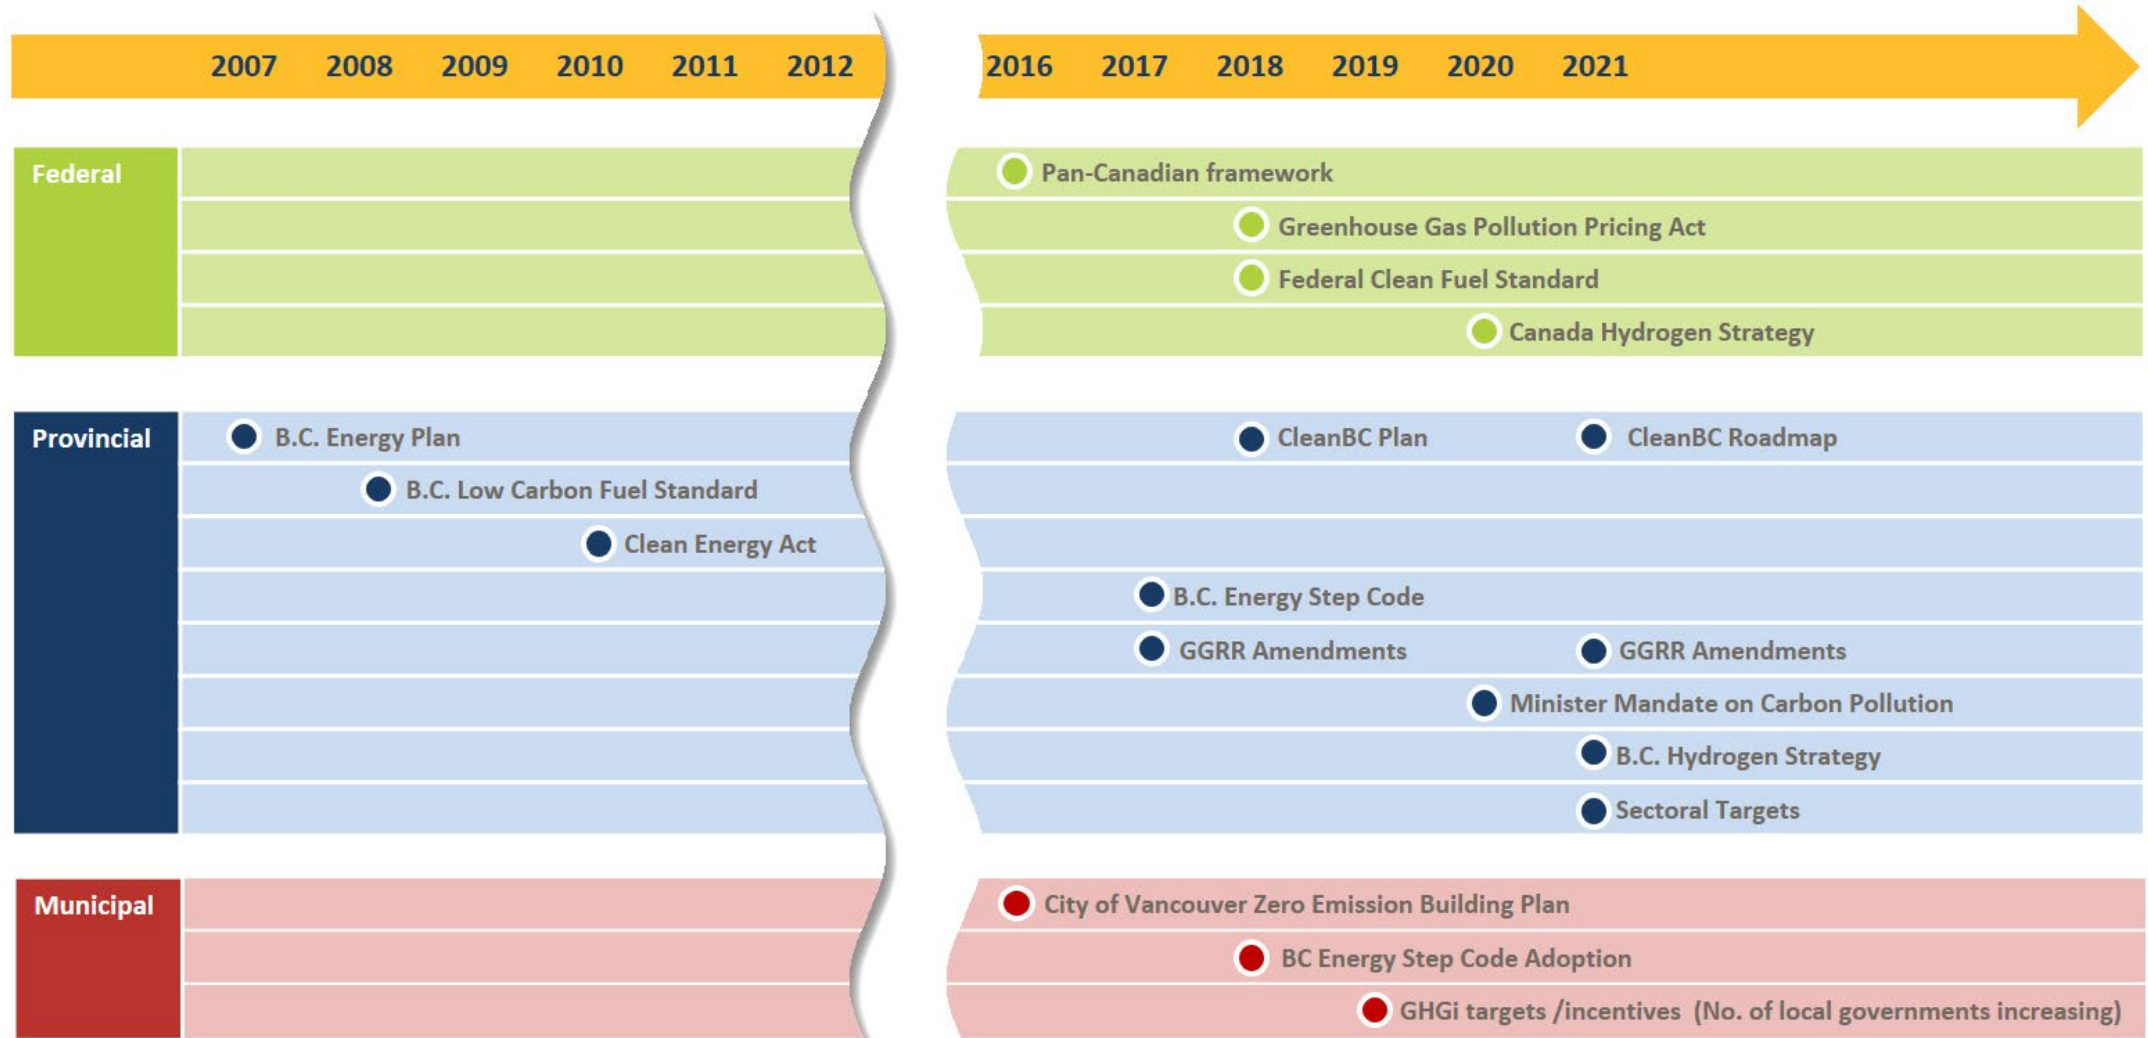 2007 2008 2009 2010 2011 2012 2016 2017 2018 2019 2020 2021
Federal
Pan-Canadian framework
Greenhouse Gas Pollution Pricing Act
Federal Clean Fuel Standard
Canada Hydrogen Strategy
Provincial
B.C. Energy Plan
CleanBC Plan
CleanBC Roadmap
B.C. Low Carbon Fuel Standard
Clean Energy Act
B.C. Energy Step Code
GGRR Amendments
GGRR Amendments
Minister Mandate on Carbon Pollution
B.C. Hydrogen Strategy
Sectoral Targets
Municipal
City of Vancouver Zero Emission Building Plan
BC Energy Step Code Adoption
GHGi targets /incentives (No. of local governments increasing)